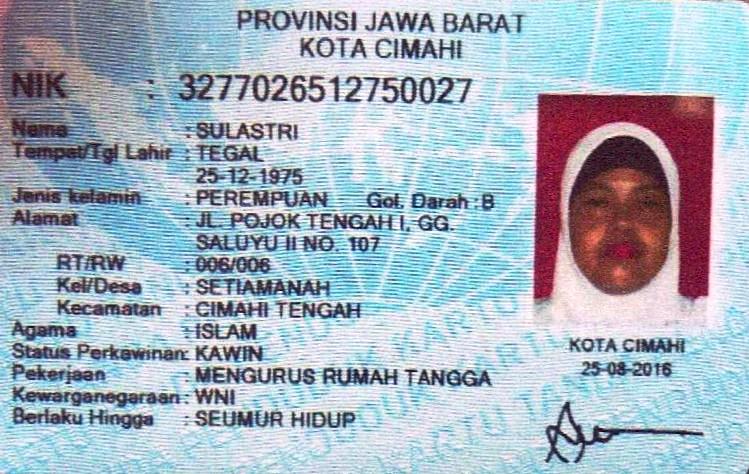 PROVINSI JAWA BARAT
KOTA CIMAHI
NIK : 3277026512750027
Nama : SULASTRI
Tempat/Tgl Lahir : TEGAL
25-12-1975
Jenis kelamin : PEREMPUAN Gol. Darah : B
Alamat : JL. POJOK TENGAH I, GG.
SALUYU II NO. 107
RT/RW : 006/006
Kel/Desa : SETIAMANAH
Kecamatan : CIMAHI TENGAH
Agama : ISLAM
Status Perkawinan: KAWIN
Pekerjaan : MENGURUS RUMAH TANGGA
Kewarganegaraan : WNI
Berlaku Hingga : SEUMUR HIDUP
KOTA CIMAHI
25-08-2016